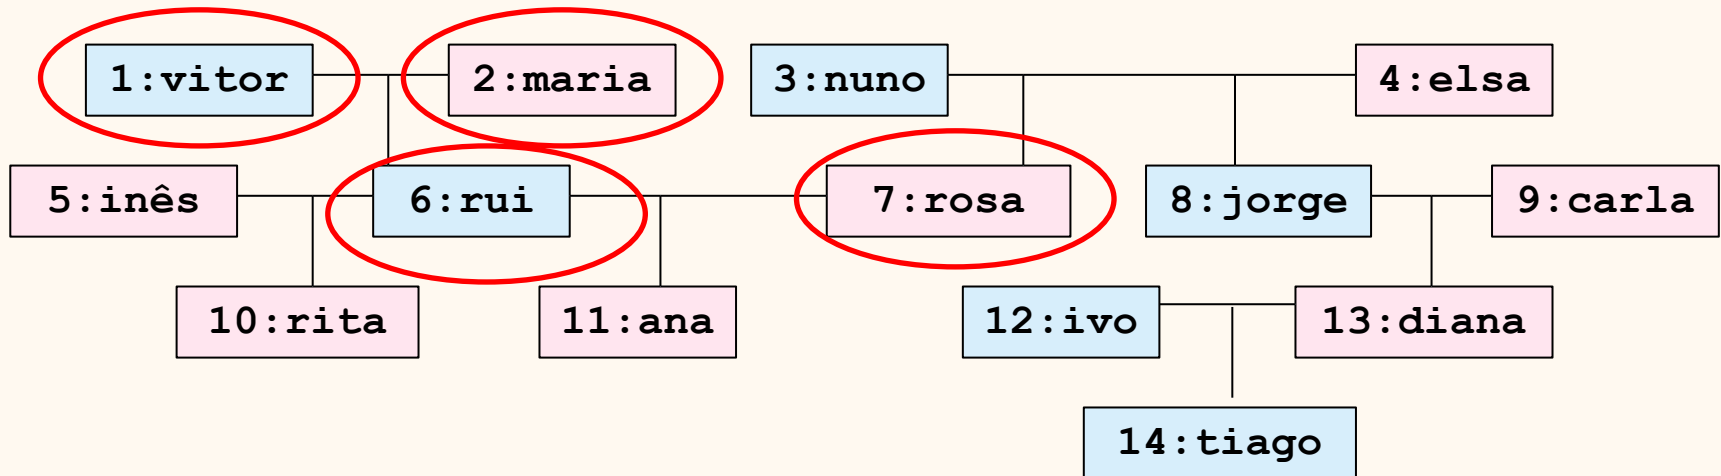 1:vitor
2:maria
3:nuno
4:elsa
5:inês
6:rui
7:rosa
8:jorge
9:carla
10:rita
11:ana
12:ivo
13:diana
14:tiago